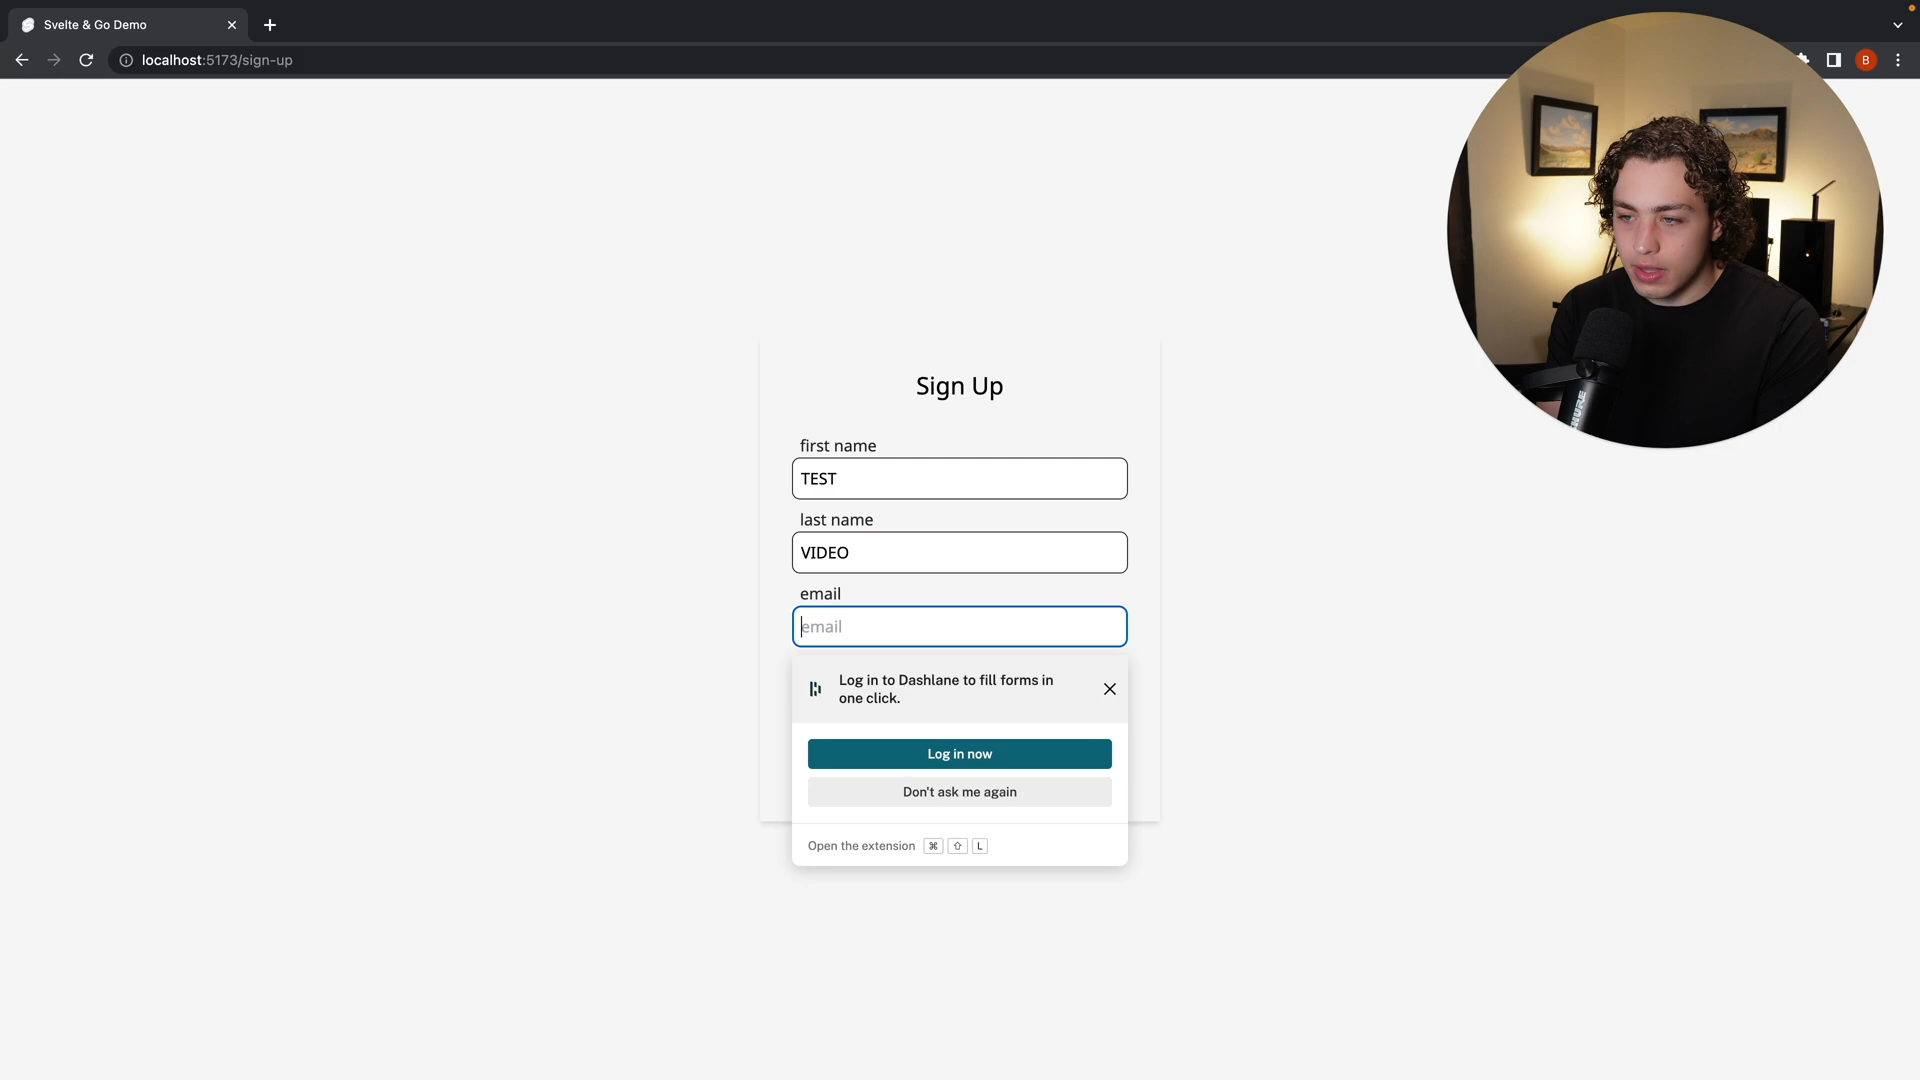 Svelte & Go Demo
localhost:5173/sign-up
B
Sign Up
first name
TEST
last name
VIDEO
email
email
Log in to Dashlane to fill forms in
one click.
Log in now
Don't ask me again
Open the extension ⌘ ⇧ L
SHURE